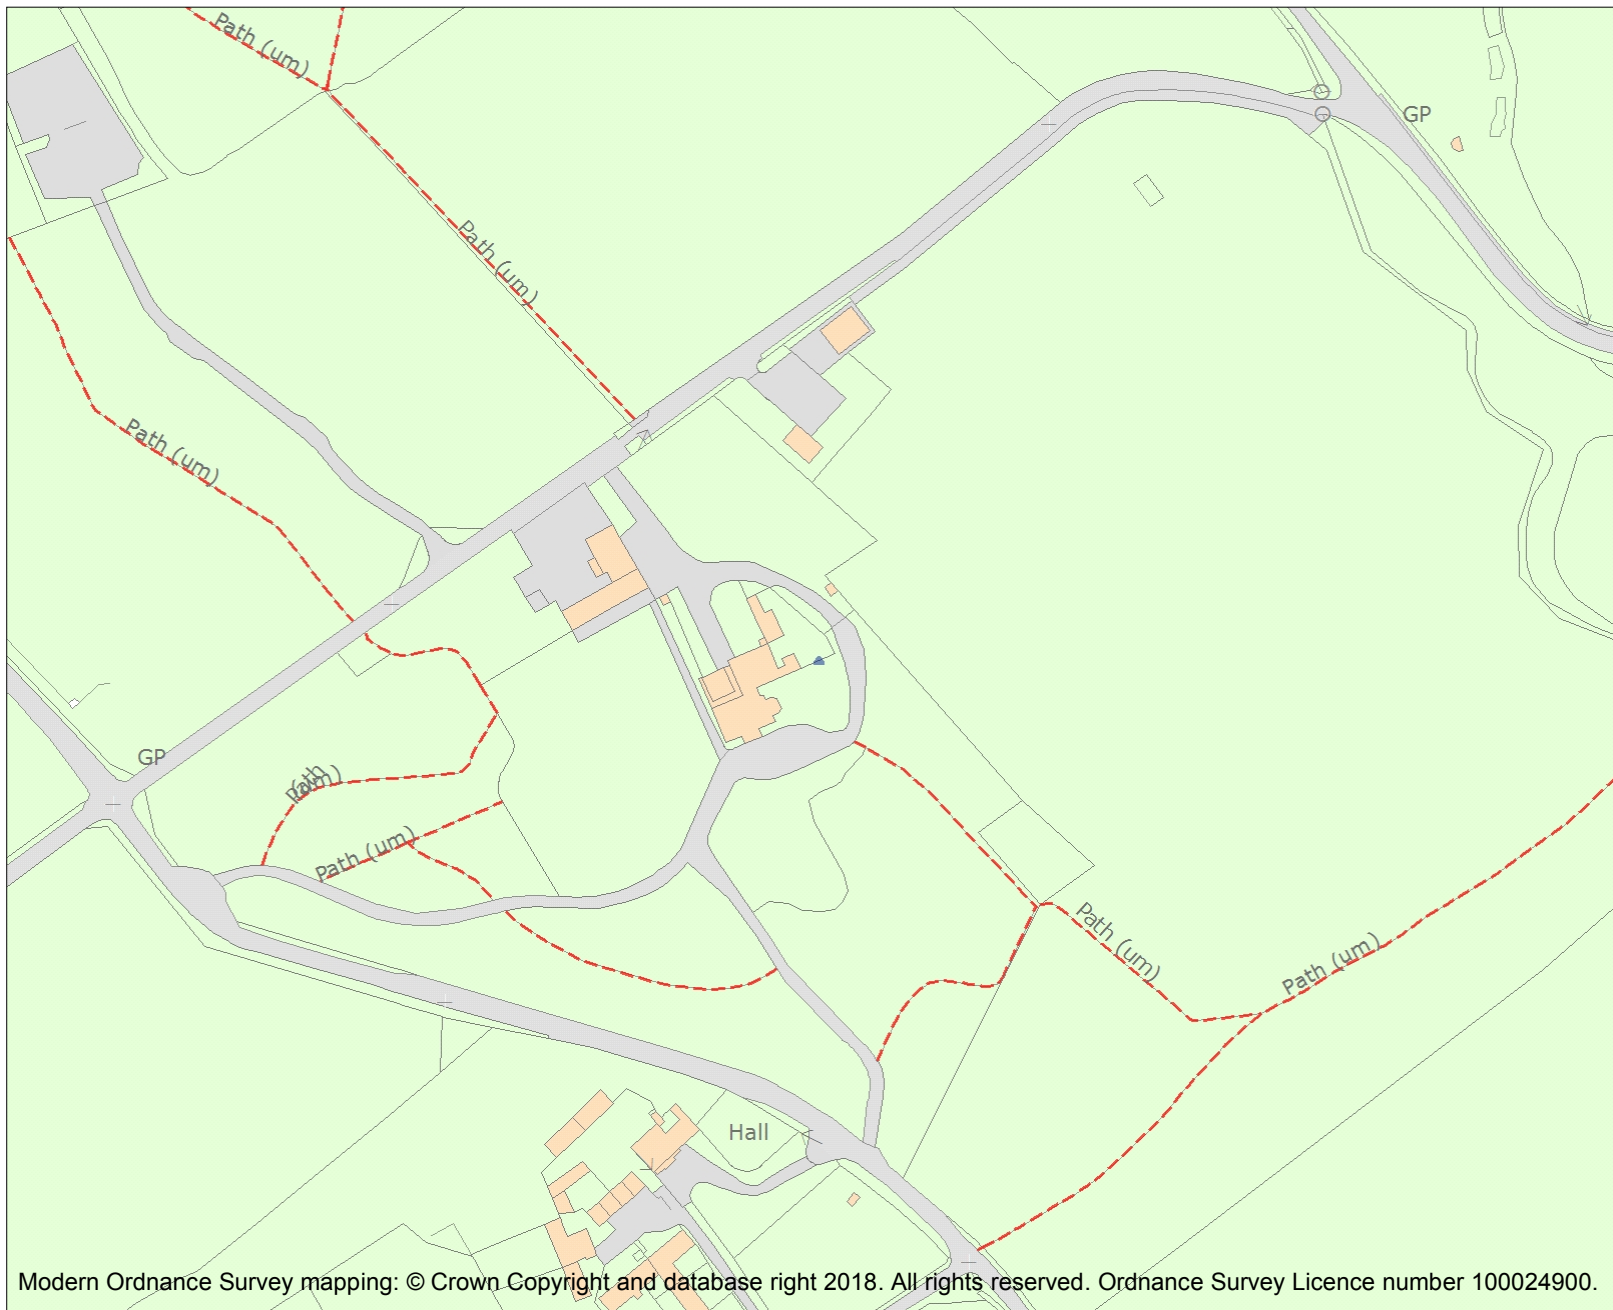 Path (um)
GP
Path (um)
Path (um)
GP
Path
(um)
Path (um)
Path (um)
Path (um)
Hall
Modern Ordnance Survey mapping: © Crown Copyright and database right 2018. All rights reserved. Ordnance Survey Licence number 100024900.